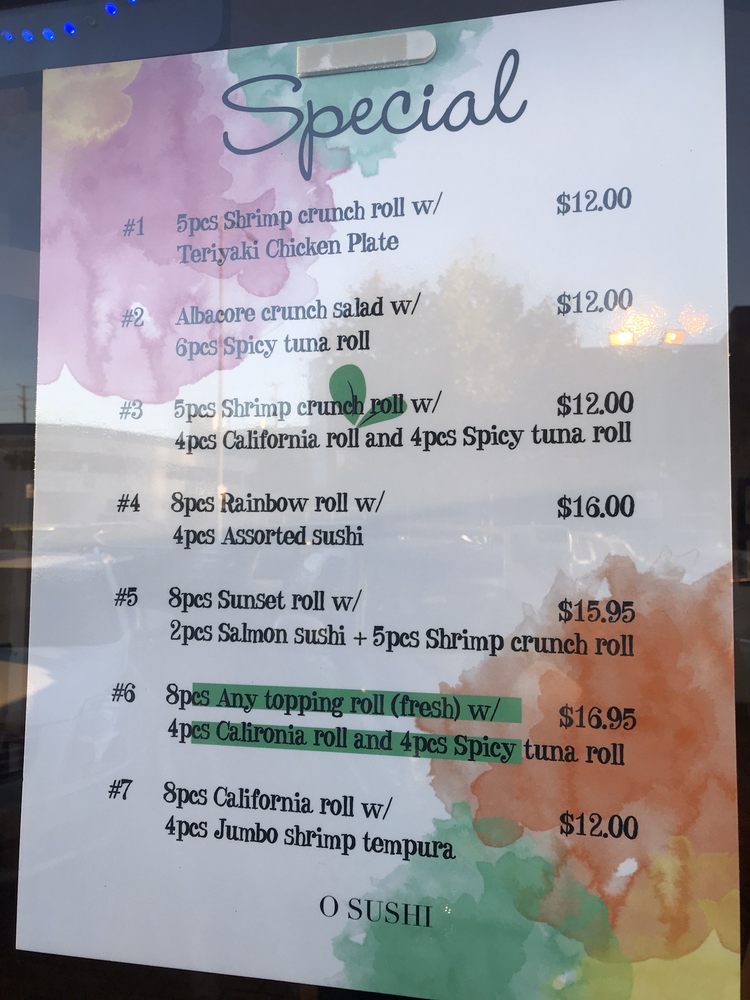 Special
#1 5pcs Shrimp crunch roll w/ $12.00
Teriyaki Chicken Plate
#2 Albacore crunch salad w/ $12.00
6pcs Spicy tuna roll
#3 5pcs Shrimp crunch roll w/ $12.00
4pcs California roll and 4pcs Spicy tuna roll
#4 8pcs Rainbow roll w/ $16.00
4pcs Assorted sushi
#5 8pcs Sunset roll w/ $15.95
2pcs Salmon sushi + 5pcs Shrimp crunch roll
#6 8pcs Any topping roll (fresh) w/ $16.95
4pcs Calironia roll and 4pcs Spicy tuna roll
#7 8pcs California roll w/ $12.00
4pcs Jumbo shrimp tempura
O SUSHI